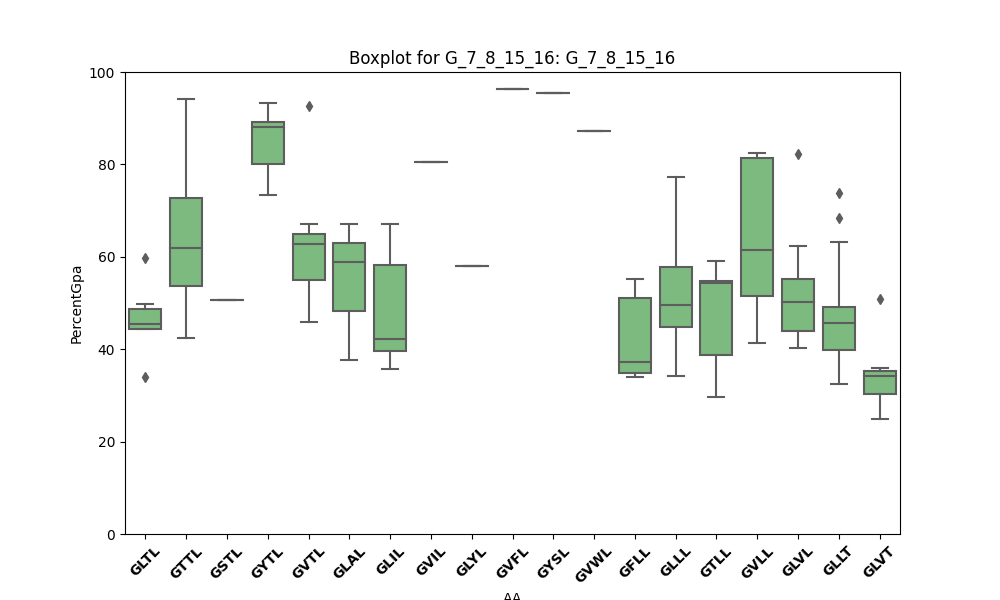 Boxplot for G_7_8_15_16: G_7_8_15_16
PercentGpa
100
80
60
40
20
0
GLTL
GTTL
GSTL
GYTL
GVTL
GLAL
GLIL
GVIL
GLYL
GVFL
GYSL
GVWL
GFLL
GLLL
GTLL
GVLL
GLVL
GLLT
GLVT
AA